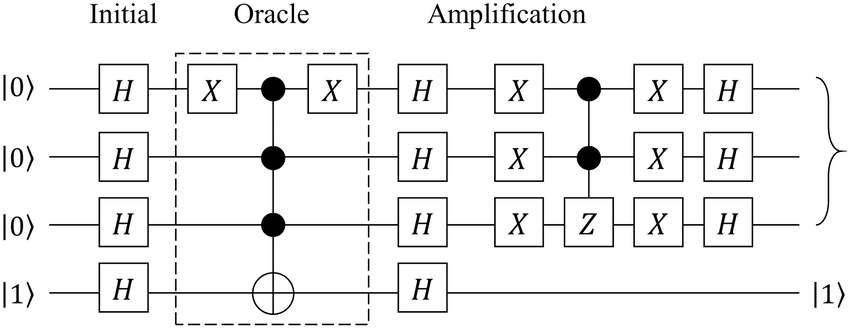 Initial Oracle Amplification
|0⟩ H X X H X X H
|0⟩ H H X X H
|0⟩ H H X Z X H
|1⟩ H H |1⟩